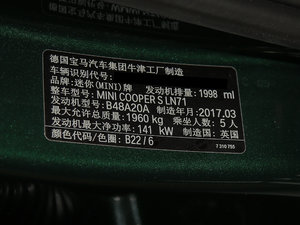 德国宝马汽车集团牛津工厂制造
车辆识别代号:
品牌:迷你(MINI)牌 发动机排量: 1998 ml
整车型号: MINI COOPER S LN71
发动机型号: B48A20A 制造年月: 2017.03
最大允许总质量: 1960 kg 乘坐人数: 5 人
发动机最大净功率: 141 kW 制造国: 英国
颜色代码/色圈: B22 / 6
7 310 755